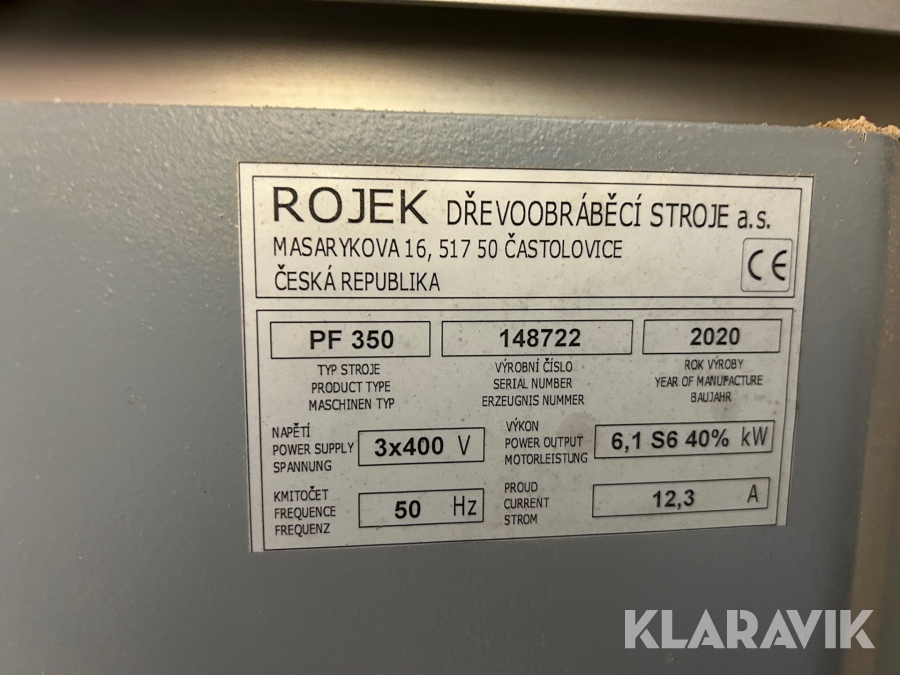 ROJEK DŘEVOOBRÁBĚCÍ STROJE a.s.
MASARYKOVA 16, 517 50 ČASTOLOVICE
ČESKÁ REPUBLIKA
CE
PF 350
TYP STROJE
PRODUCT TYPE
MASCHINEN TYP
148722
VÝROBNÍ ČÍSLO
SERIAL NUMBER
ERZEUGNIS NUMMER
2020
ROK VÝROBY
YEAR OF MANUFACTURE
BAUJAHR
NAPĚTÍ
POWER SUPPLY
SPANNUNG
3x400 V
VÝKON
POWER OUTPUT
MOTORLEISTUNG
6,1 S6 40% kW
KMITOČET
FREQUENCE
FREQUENZ
50 Hz
PROUD
CURRENT
STROM
12,3 A
KLARAVIK